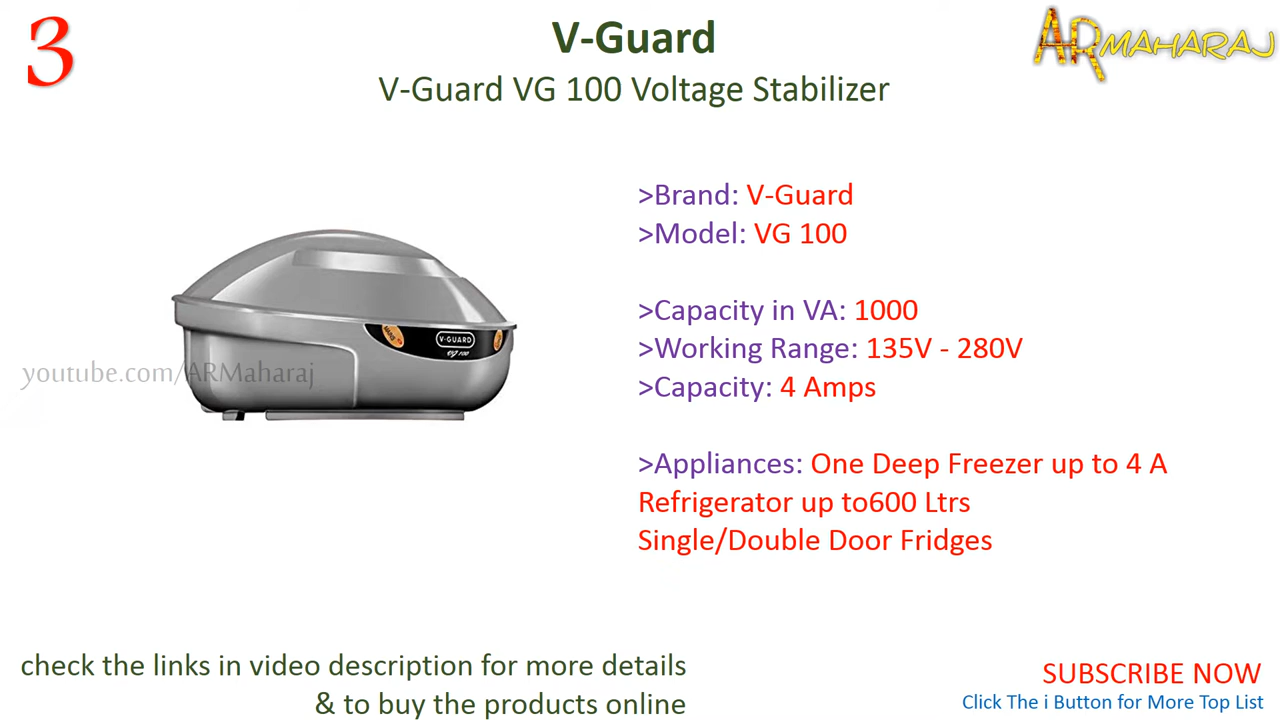 3
V-Guard
ARMAHARAJ
V-Guard VG 100 Voltage Stabilizer
>Brand: V-Guard
>Model: VG 100
>Capacity in VA: 1000
>Working Range: 135V - 280V
>Capacity: 4 Amps
>Appliances: One Deep Freezer up to 4 A
Refrigerator up to600 Ltrs
Single/Double Door Fridges
V-GUARD
VG 100
youtube.com/ARMaharaj
check the links in video description for more details
& to buy the products online
SUBSCRIBE NOW
Click The i Button for More Top List